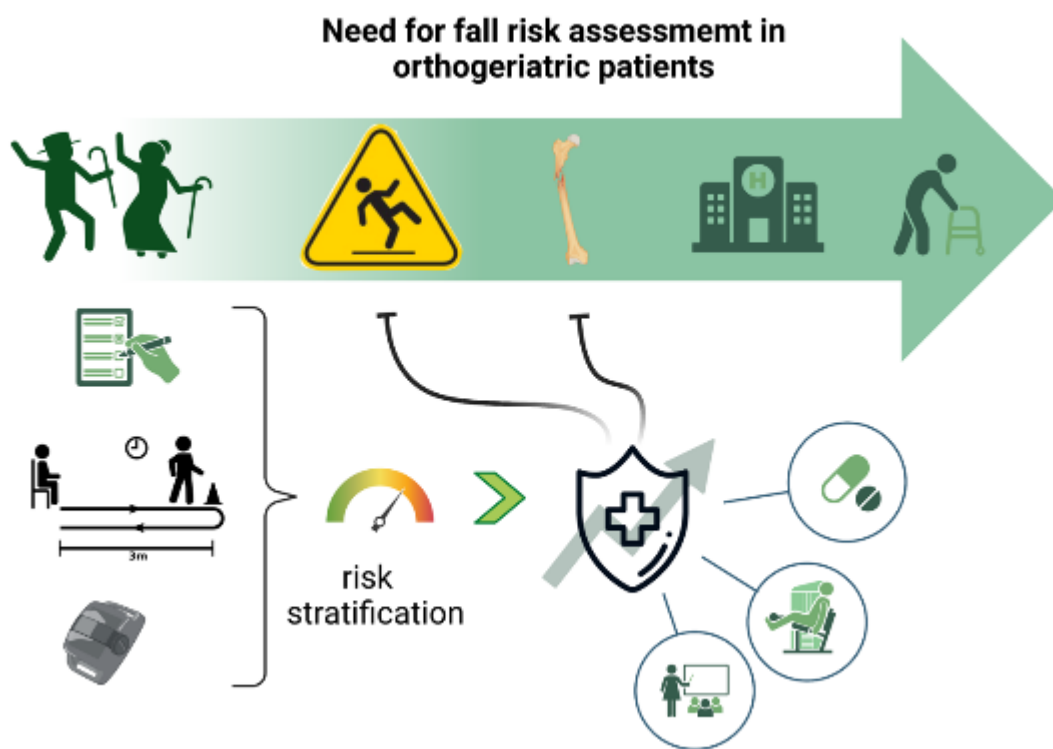 Need for fall risk assessmemt in
orthogeriatric patients
H
3m
risk
stratification